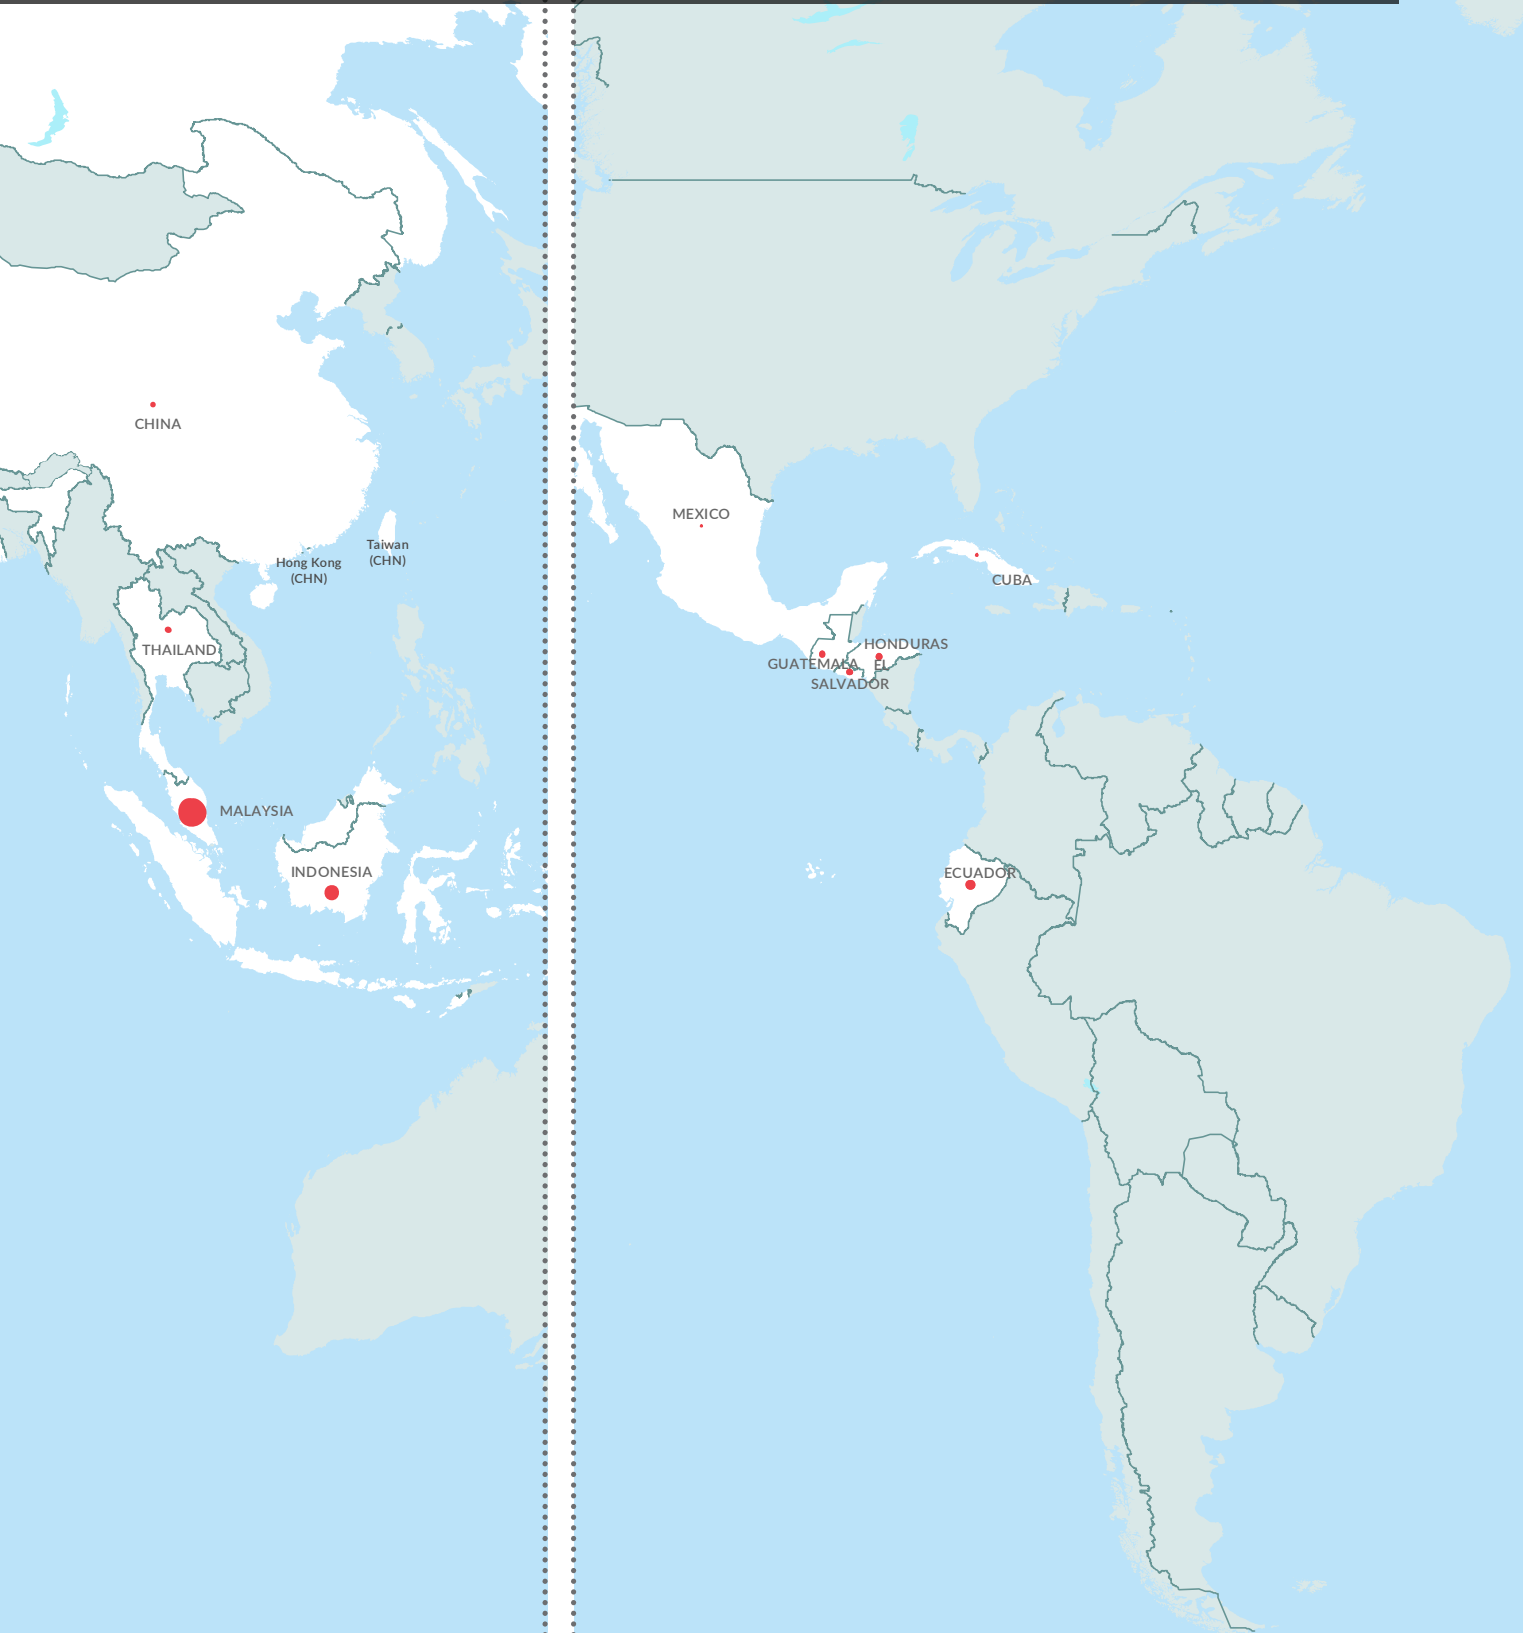 CHINA
Taiwan
(CHN)
Hong Kong
(CHN)
THAILAND
MALAYSIA
INDONESIA
MEXICO
CUBA
HONDURAS
GUATEMALA
EL
SALVADOR
ECUADOR